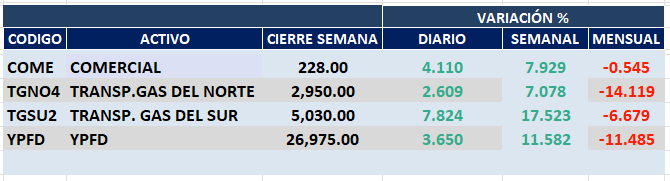 VARIACIÓN %
CODIGO ACTIVO CIERRE SEMANA DIARIO SEMANAL MENSUAL
COME COMERCIAL 228.00 4.110 7.929 -0.545
TGNO4 TRANSP.GAS DEL NORTE 2,950.00 2.609 7.078 -14.119
TGSU2 TRANSP. GAS DEL SUR 5,030.00 7.824 17.523 -6.679
YPFD YPFD 26,975.00 3.650 11.582 -11.485